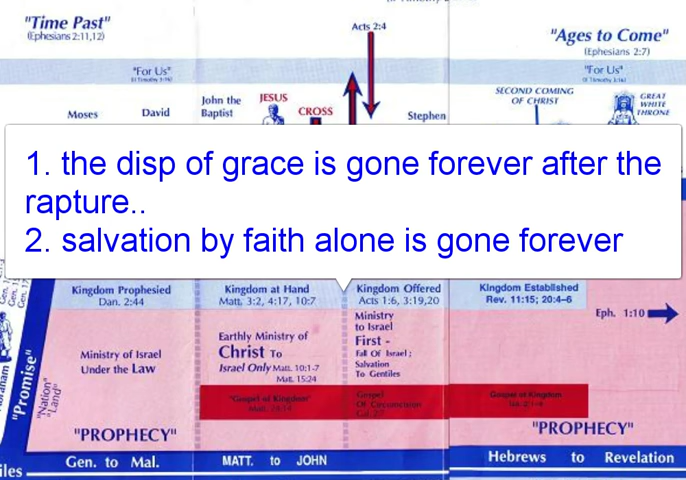 "Time Past"
(Ephesians 2:11,12)
Acts 2:4
"Ages to Come"
(Ephesians 2:7)
"For Us"
"For Us"
Moses
David
John the
Baptist
JESUS
CROSS
Stephen
SECOND COMING
OF CHRIST
GREAT
WHITE
THRONE
1. the disp of grace is gone forever after the
rapture..
2. salvation by faith alone is gone forever
Kingdom Prophesied
Dan. 2:44
Kingdom at Hand
Matt. 3:2, 4:17, 10:7
Kingdom Offered
Acts 1:6, 3:19,20
Kingdom Established
Rev. 11:15; 20:4–6
Eph. 1:10
Ministry of Israel
Under the Law
Earthly Ministry of
Christ To
Israel Only Matt. 10:1-7
Matt. 15:24
Ministry
to Israel
First -
Fall Of Israel;
Salvation
To Gentiles
"Promise"
"Nation"
"Land"
"Gospel of Kingdom"
Gospel
Of Circumcision
Gal. 2:7
Gospel of Kingdom
"PROPHECY"
"PROPHECY"
Gen. to Mal.
MATT. to JOHN
Hebrews to Revelation